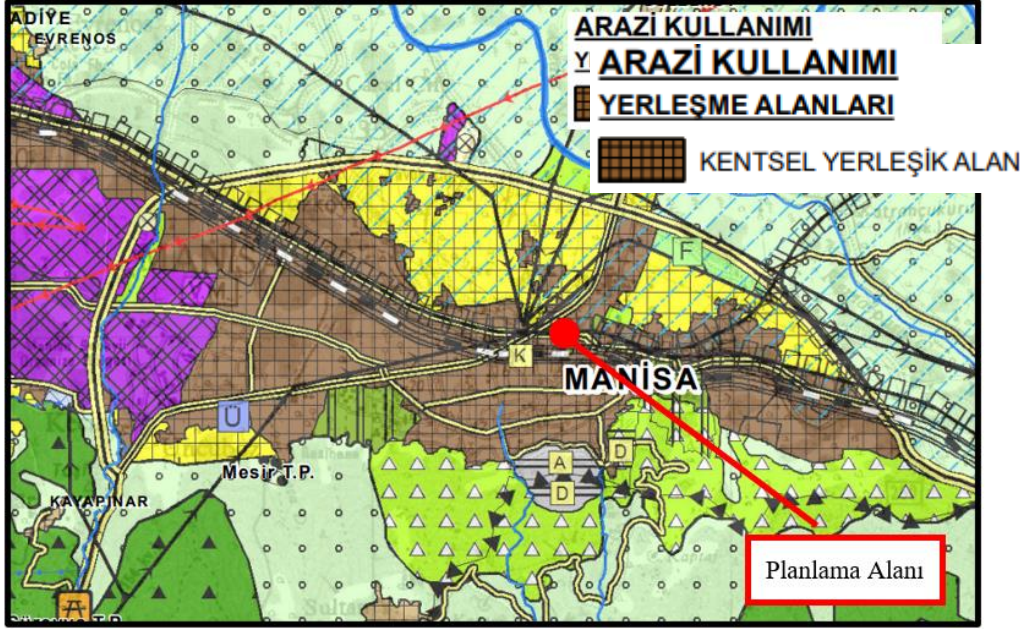 ADİYE
EVRENOS
ARAZİ KULLANIMI
Y
ARAZİ KULLANIMI
YERLEŞME ALANLARI
KENTSEL YERLEŞİK ALAN
F
K
MANİSA
Ü
A
D
D
Mesir T.P.
KAYAPINAR
Planlama Alanı